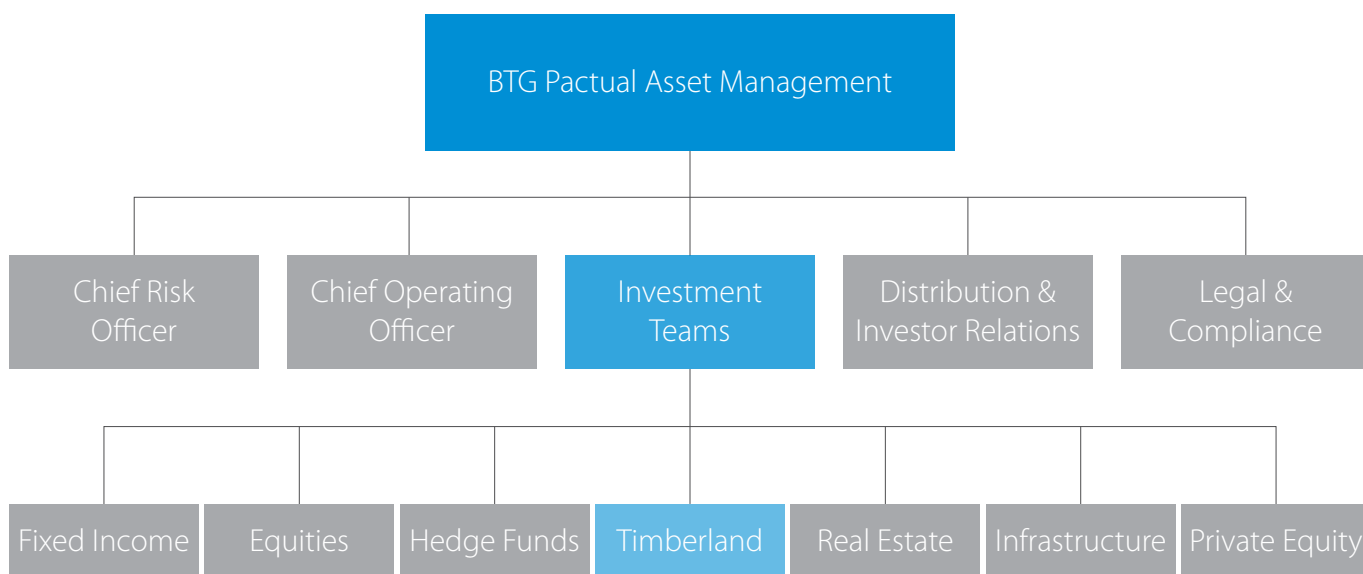 BTG Pactual Asset Management
Chief Risk
Officer
Chief Operating
Officer
Investment
Teams
Distribution &
Investor Relations
Legal &
Compliance
Fixed Income
Equities
Hedge Funds
Timberland
Real Estate
Infrastructure
Private Equity